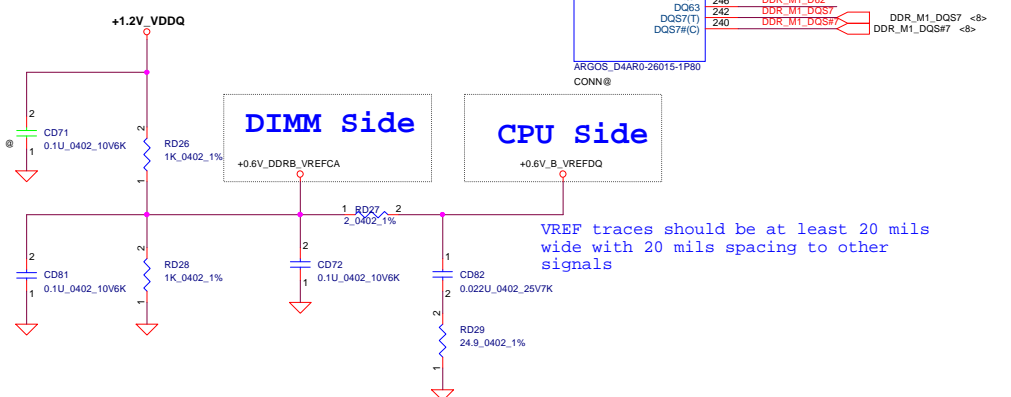 DQ63
DQS7(T)
DQS7#(C)
246
242
240
DDR_M1_D62
DDR_M1_DQS7
DDR_M1_DQS#7
DDR_M1_DQS7 <8>
DDR_M1_DQS#7 <8>
ARGOS_D4AR0-26015-1P80
CONN@
+1.2V_VDDQ
2
CD71
0.1U_0402_10V6K
@
1
2
RD26
1K_0402_1%
1
DIMM Side
+0.6V_DDRB_VREFCA
CPU Side
+0.6V_B_VREFDQ
1 RD27 2
2_0402_1%
VREF traces should be at least 20 mils
wide with 20 mils spacing to other
signals
2
CD81
0.1U_0402_10V6K
1
2
RD28
1K_0402_1%
1
2
CD72
0.1U_0402_10V6K
1
1
CD82
0.022U_0402_25V7K
2
2
RD29
24.9_0402_1%
1